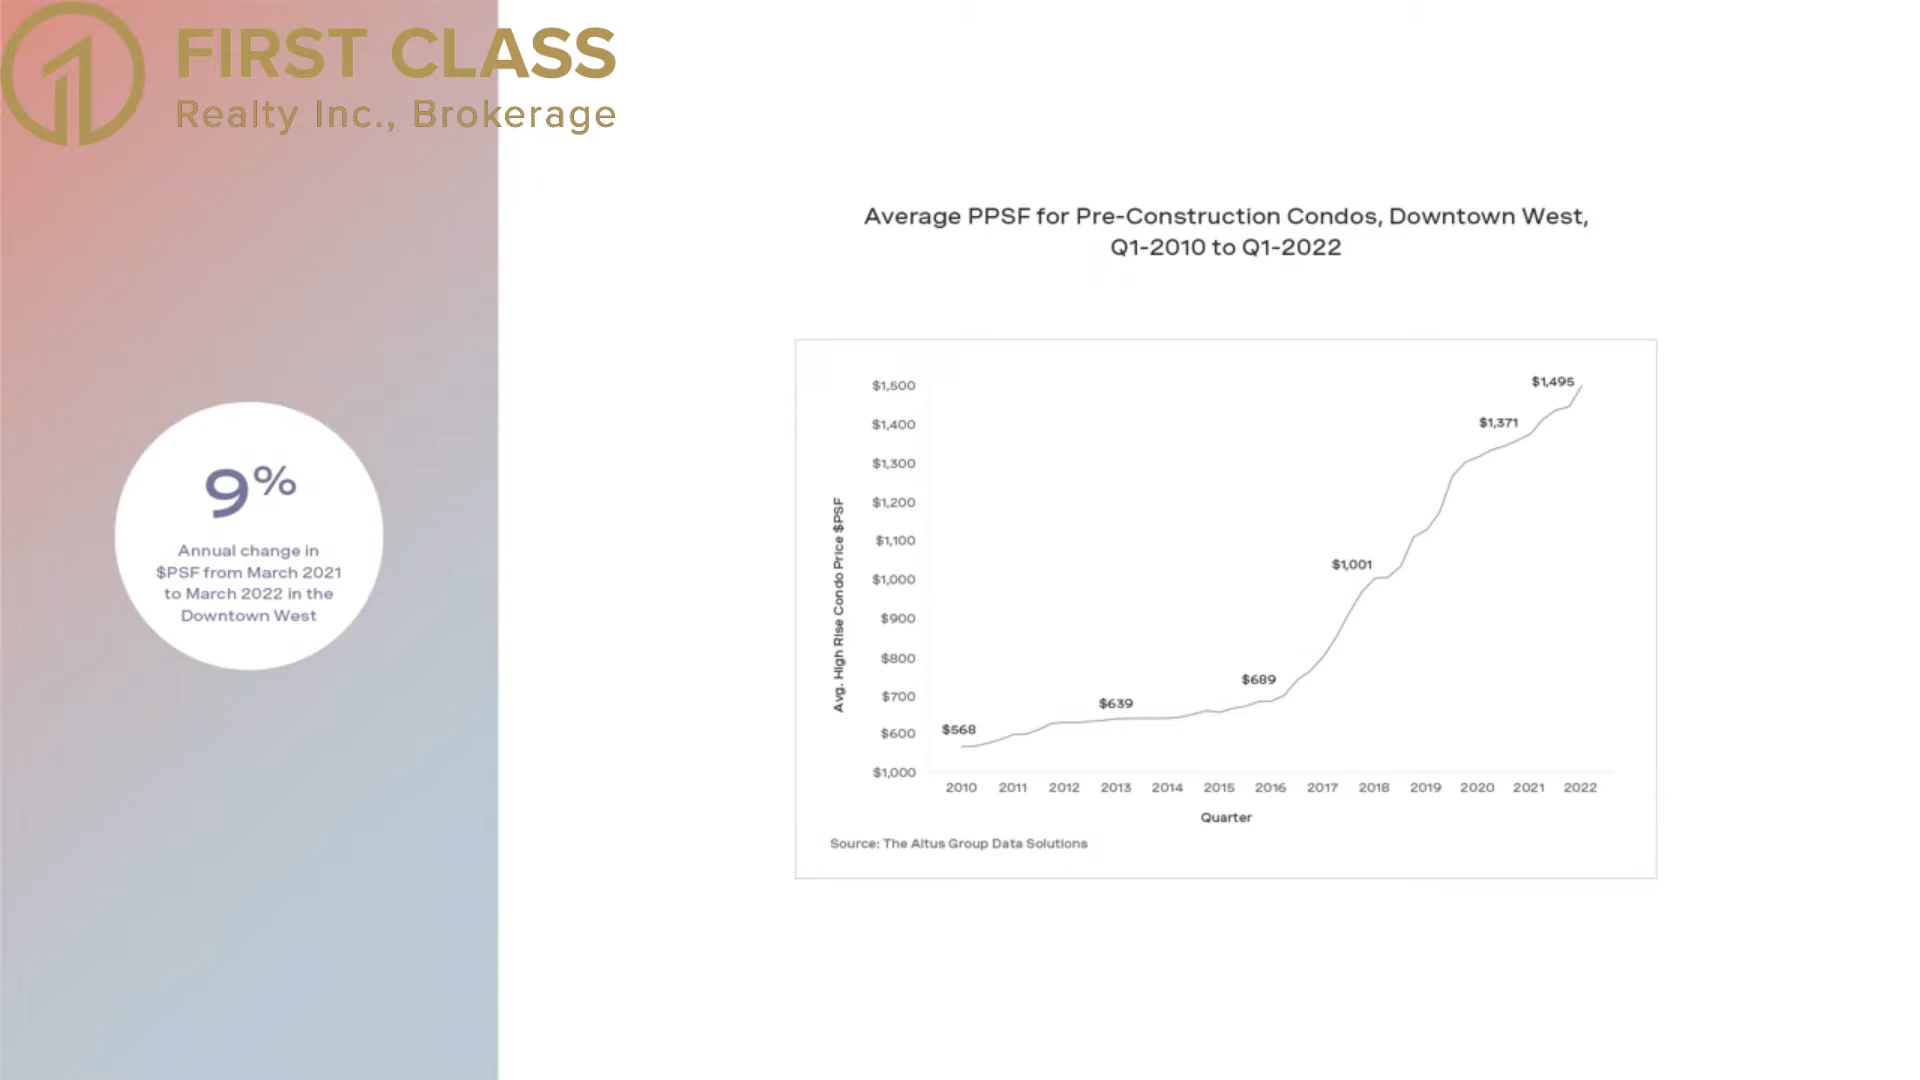 FIRST CLASS
Realty Inc., Brokerage
9%
Annual change in
$PSF from March 2021
to March 2022 in the
Downtown West
Average PPSF for Pre-Construction Condos, Downtown West,
Q1-2010 to Q1-2022
Avg. High Rise Condo Price $PSF
$1,500
$1,400
$1,300
$1,200
$1,100
$1,000
$900
$800
$700
$600
$1,000
$568
$639
$689
$1,001
$1,371
$1,495
2010 2011 2012 2013 2014 2015 2016 2017 2018 2019 2020 2021 2022
Quarter
Source: The Altus Group Data Solutions